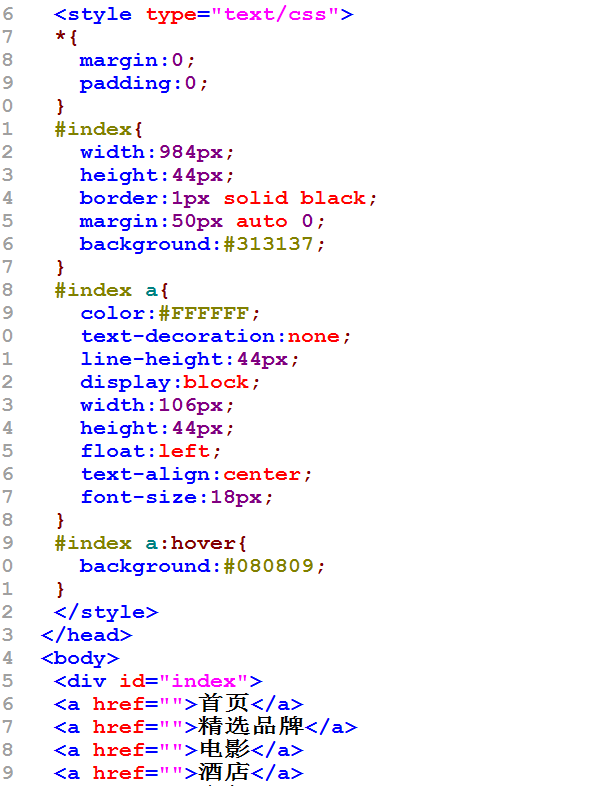 6 <style type="text/css">
7 *{
8 margin:0;
9 padding:0;
0 }
1 #index{
2 width:984px;
3 height:44px;
4 border:1px solid black;
5 margin:50px auto 0;
6 background:#313137;
7 }
8 #index a{
9 color:#FFFFFF;
0 text-decoration:none;
1 line-height:44px;
2 display:block;
3 width:106px;
4 height:44px;
5 float:left;
6 text-align:center;
7 font-size:18px;
8 }
9 #index a:hover{
0 background:#080809;
1 }
2 </style>
3 </head>
4 <body>
5 <div id="index">
6 <a href="">首页</a>
7 <a href="">精选品牌</a>
8 <a href="">电影</a>
9 <a href="">酒店</a>